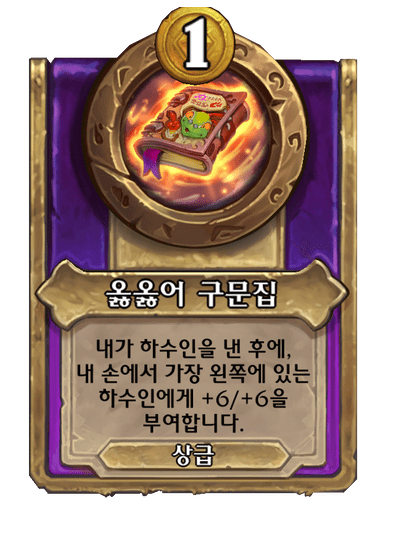 1
옳옳어 구문집
내가 하수인을 낸 후에,
내 손에서 가장 왼쪽에 있는
하수인에게 +6/+6을
부여합니다.
상급